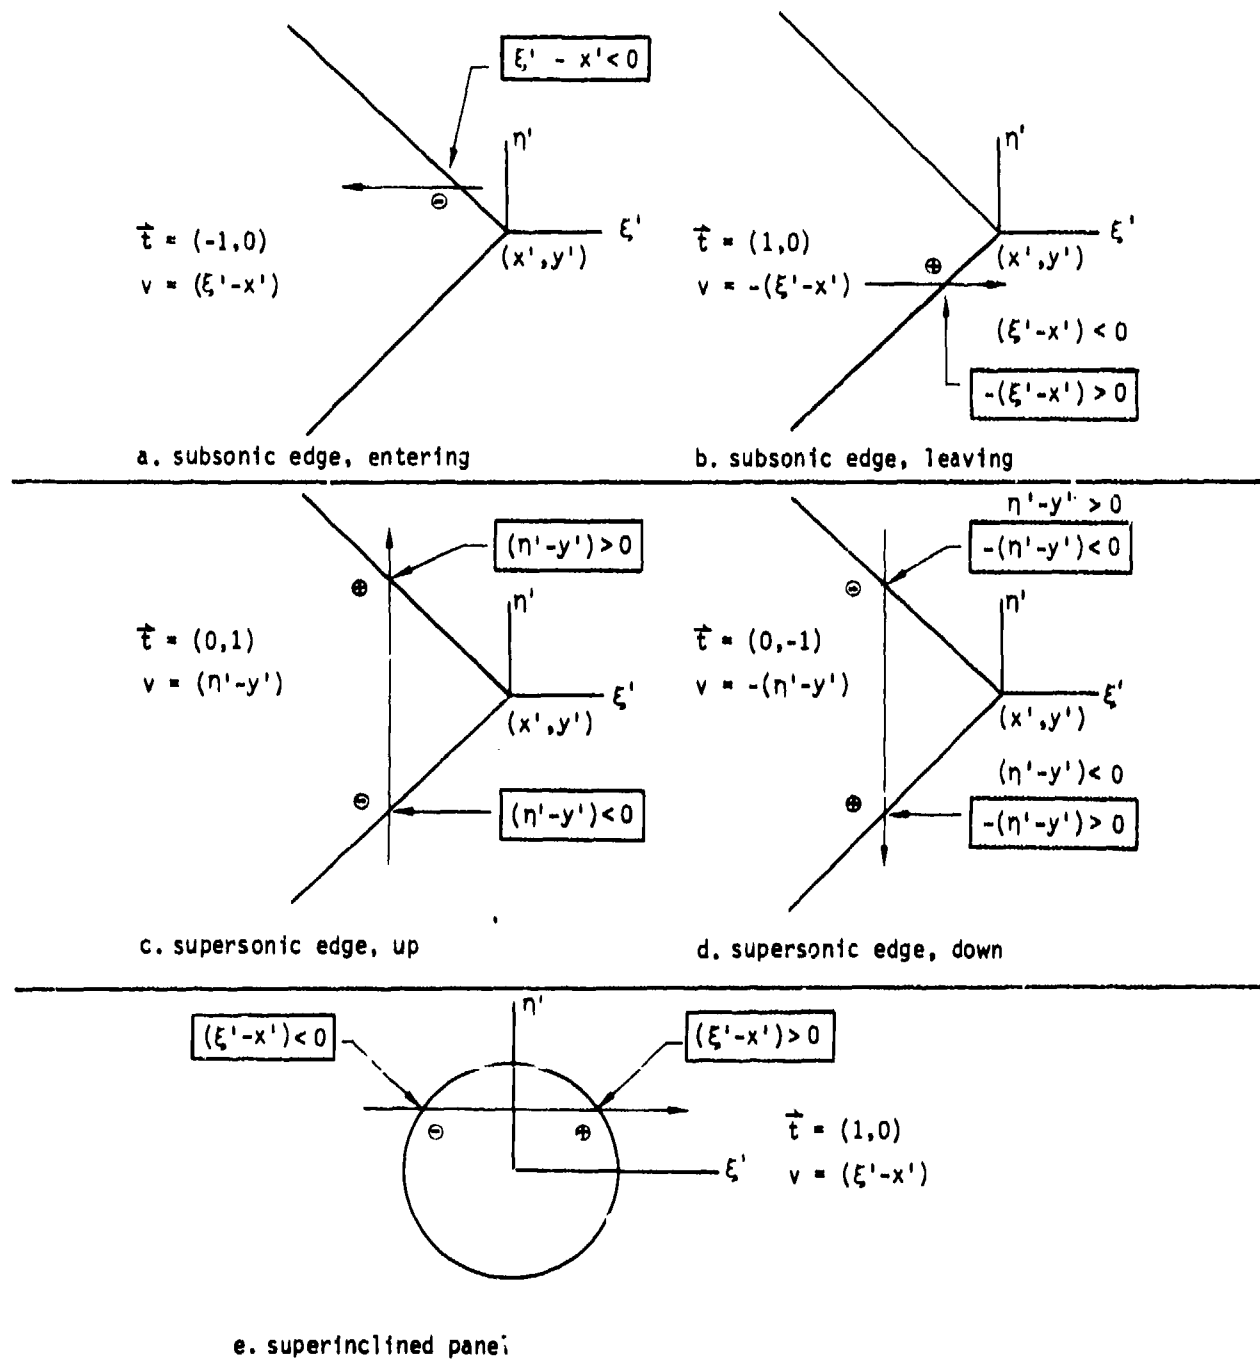 ξ' - x' < 0
η'
⊖
ξ'
(x',y')
t⃗ = (-1,0)
v = (ξ'-x')
a. subsonic edge, entering
η'
ξ'
(x',y')
t⃗ = (1,0)
v = -(ξ'-x')
⊕
(ξ'-x') < 0
-(ξ'-x') > 0
b. subsonic edge, leaving
(η'-y') > 0
⊕
η'
t⃗ = (0,1)
v = (η'-y')
ξ'
(x',y')
⊖
(η'-y') < 0
c. supersonic edge, up
η'-y' > 0
-(η'-y') < 0
⊖
η'
t⃗ = (0,-1)
v = -(η'-y')
ξ'
(x',y')
(η'-y') < 0
⊕
-(η'-y') > 0
d. supersonic edge, down
η'
(ξ'-x') < 0
(ξ'-x') > 0
⊖
⊕
t⃗ = (1,0)
ξ'
v = (ξ'-x')
e. superinclined panel